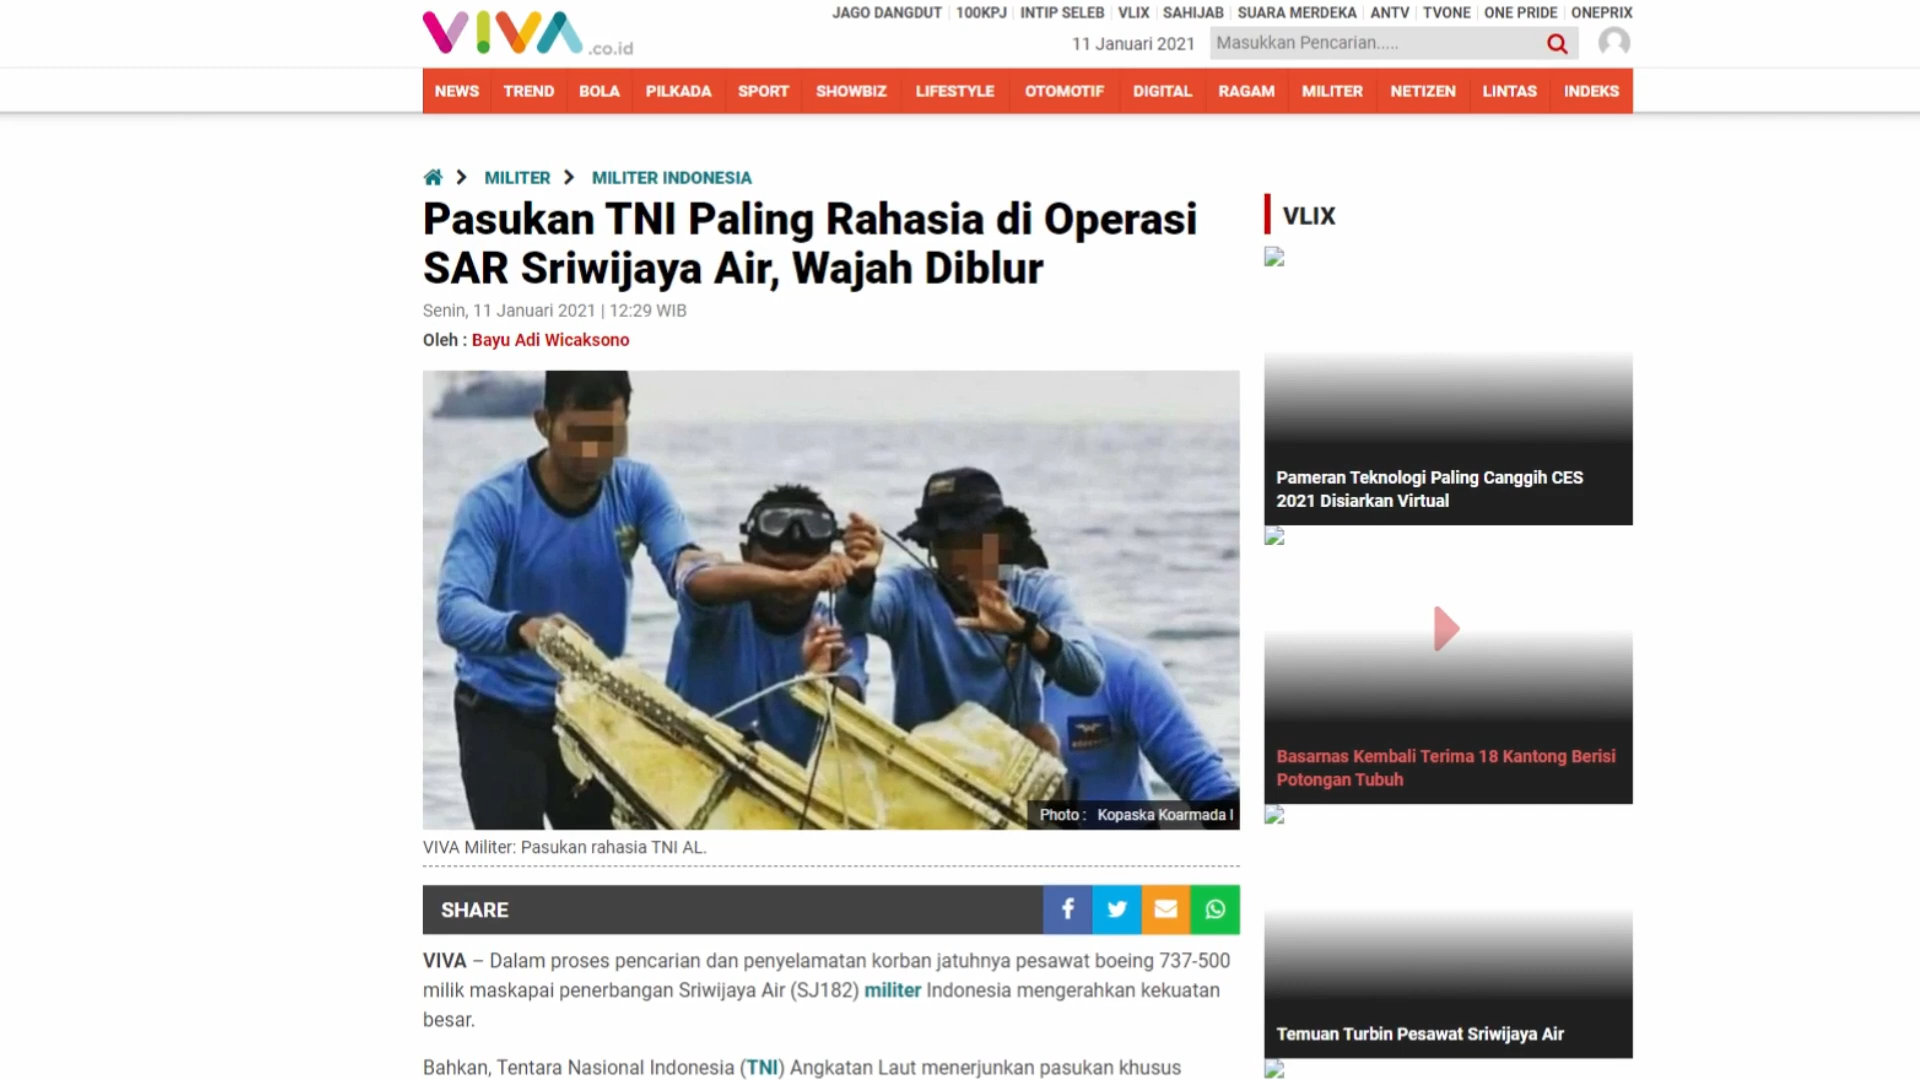 JAGO DANGDUT 100KPJ INTIP SELEB VLIX SAHIJAB SUARA MERDEKA ANTV TVONE ONE PRIDE ONEPRIX
VIVA.co.id
11 Januari 2021 Masukkan Pencarian.....
NEWS TREND BOLA PILKADA SPORT SHOWBIZ LIFESTYLE OTOMOTIF DIGITAL RAGAM MILITER NETIZEN LINTAS INDEKS
MILITER MILITER INDONESIA
Pasukan TNI Paling Rahasia di Operasi
SAR Sriwijaya Air, Wajah Diblur
Senin, 11 Januari 2021 | 12:29 WIB
Oleh : Bayu Adi Wicaksono
Photo : Kopaska Koarmada I
VIVA Militer: Pasukan rahasia TNI AL.
SHARE
VIVA – Dalam proses pencarian dan penyelamatan korban jatuhnya pesawat boeing 737-500
milik maskapai penerbangan Sriwijaya Air (SJ182) militer Indonesia mengerahkan kekuatan
besar.
Bahkan, Tentara Nasional Indonesia (TNI) Angkatan Laut menerjunkan pasukan khusus
VLIX
Pameran Teknologi Paling Canggih CES
2021 Disiarkan Virtual
Basarnas Kembali Terima 18 Kantong Berisi
Potongan Tubuh
Temuan Turbin Pesawat Sriwijaya Air